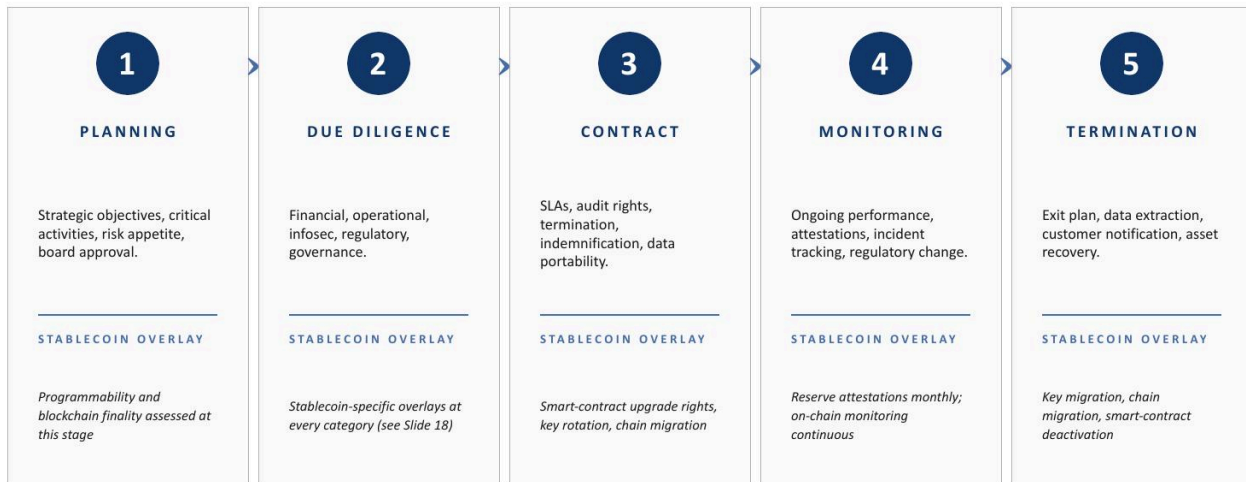 1
PLANNING
Strategic objectives, critical
activities, risk appetite,
board approval.
STABLECOIN OVERLAY
Programmability and
blockchain finality assessed at
this stage
2
DUE DILIGENCE
Financial, operational,
infosec, regulatory,
governance.
STABLECOIN OVERLAY
Stablecoin-specific overlays at
every category (see Slide 18)
3
CONTRACT
SLAs, audit rights,
termination,
indemnification, data
portability.
STABLECOIN OVERLAY
Smart-contract upgrade rights,
key rotation, chain migration
4
MONITORING
Ongoing performance,
attestations, incident
tracking, regulatory change.
STABLECOIN OVERLAY
Reserve attestations monthly;
on-chain monitoring
continuous
5
TERMINATION
Exit plan, data extraction,
customer notification, asset
recovery.
STABLECOIN OVERLAY
Key migration, chain
migration, smart-contract
deactivation